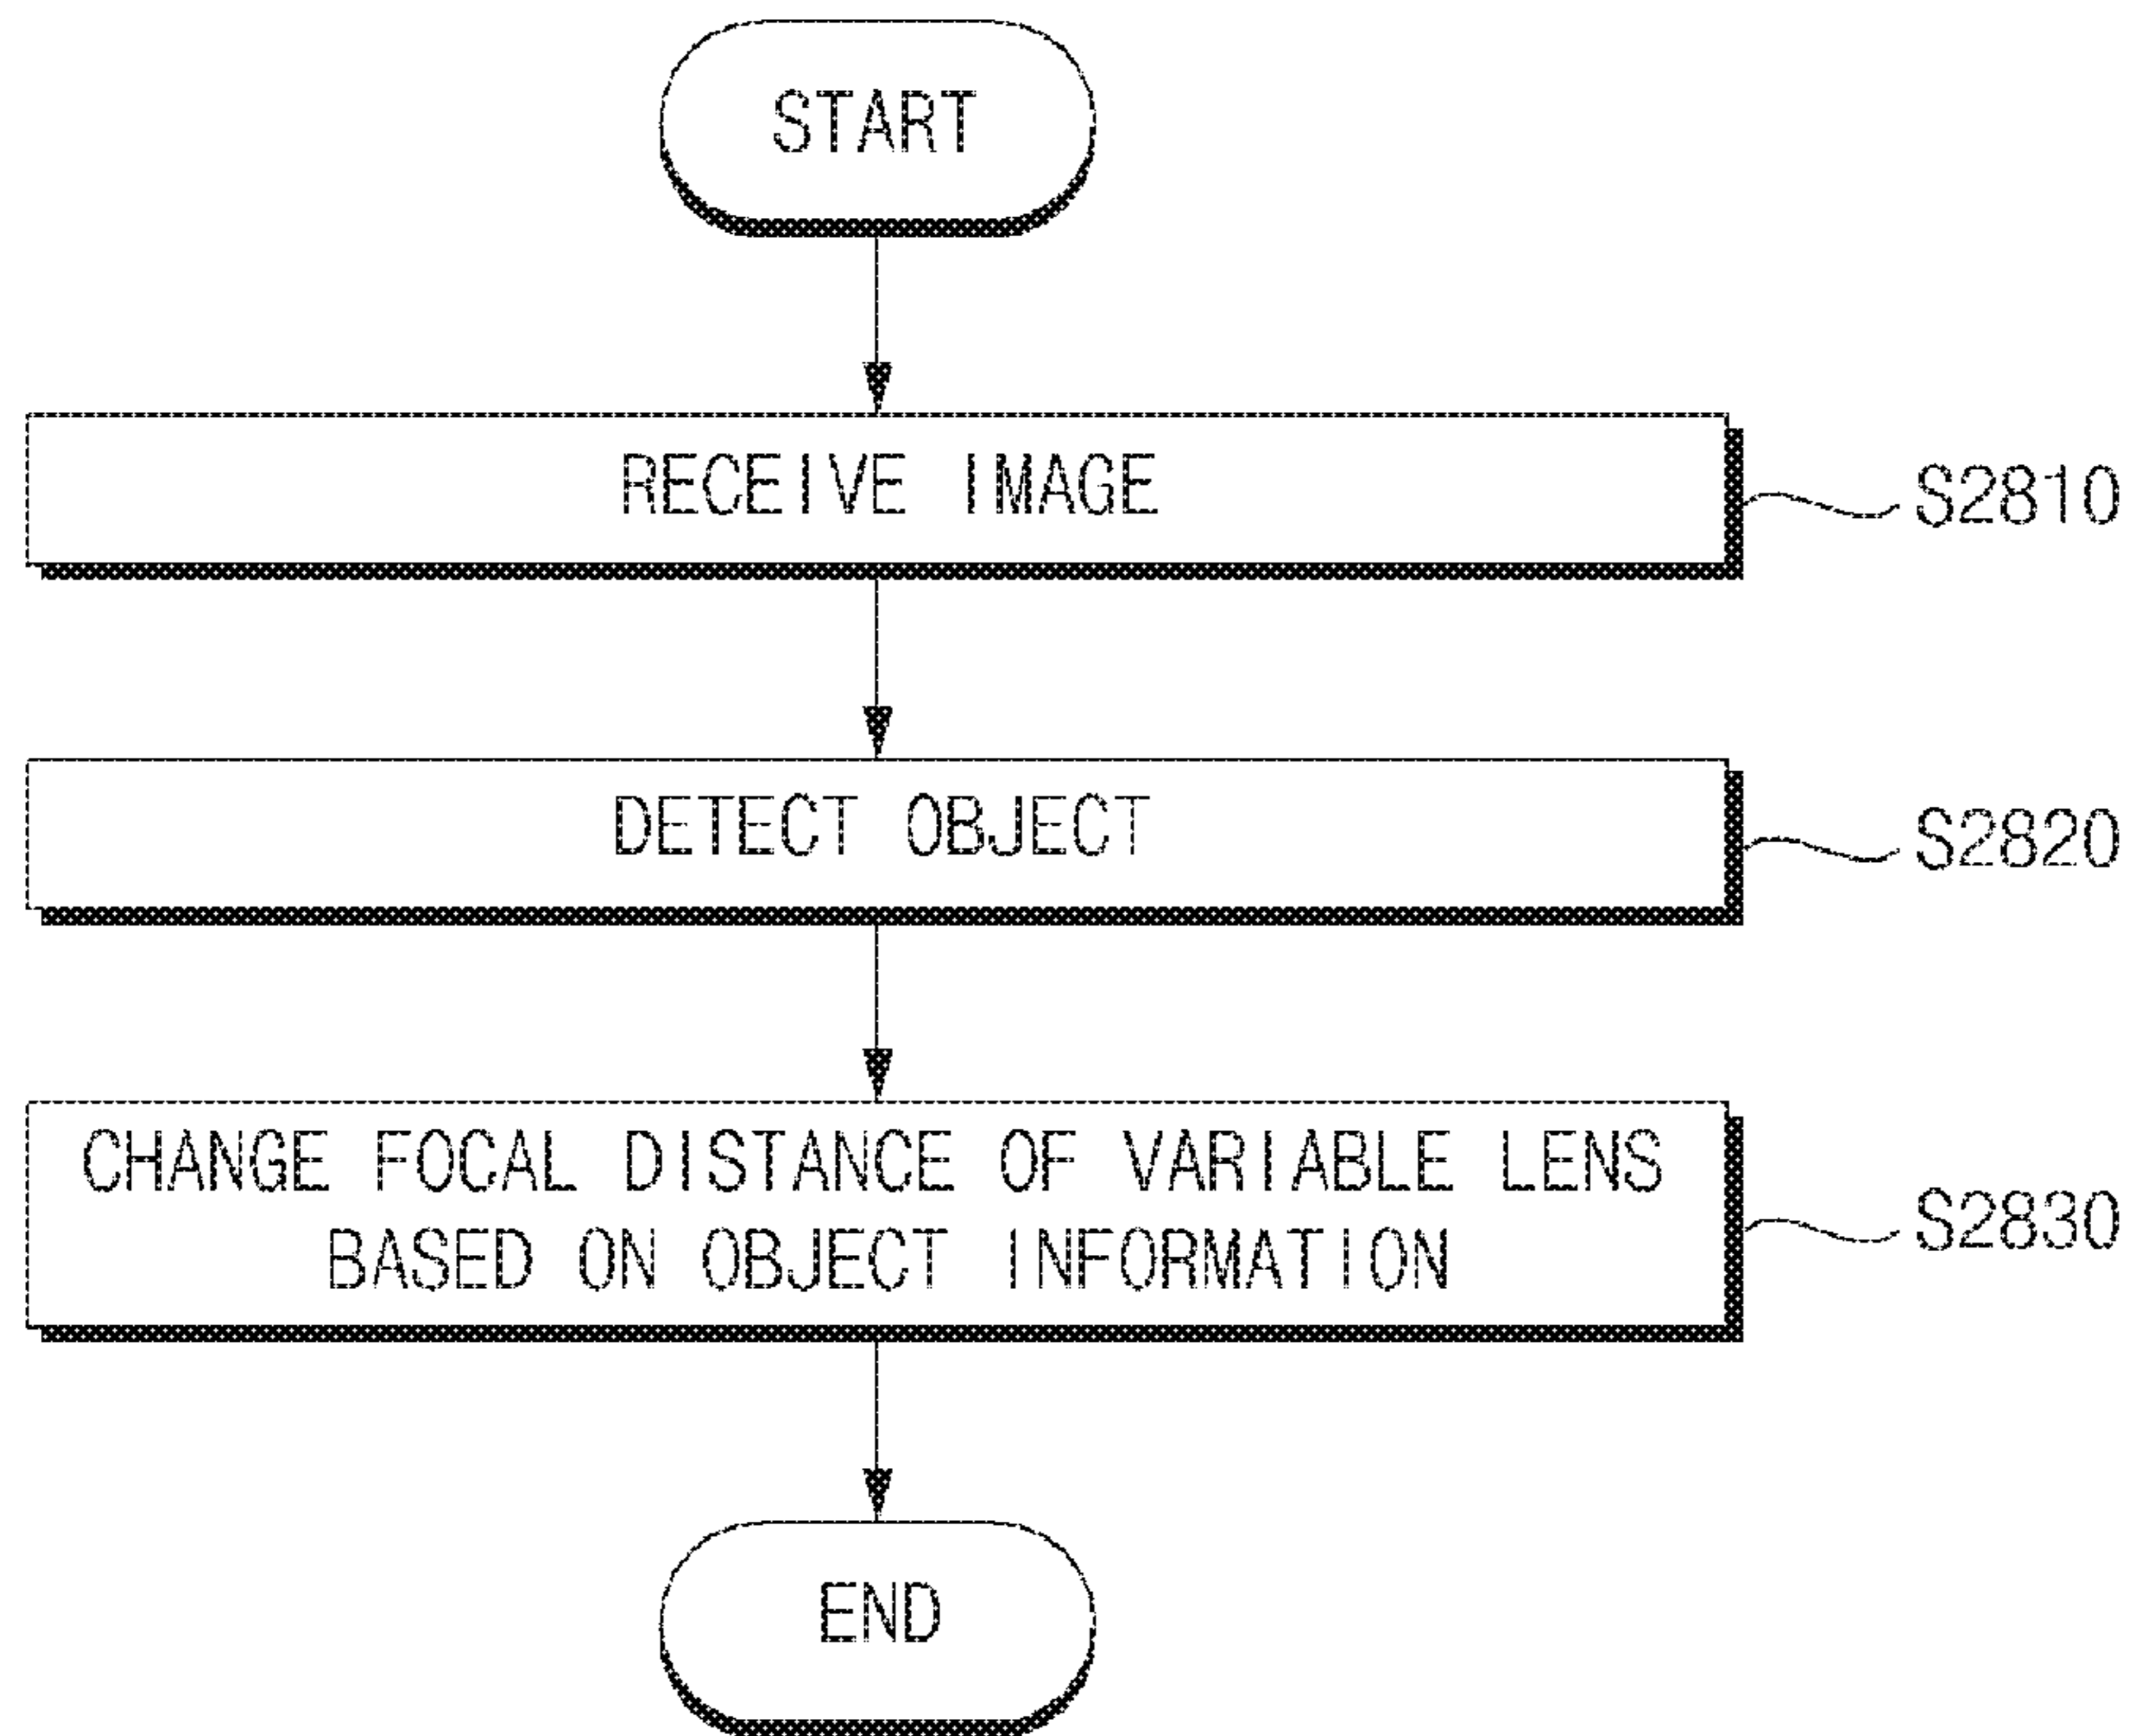 START
RECEIVE IMAGE
S2810
DETECT OBJECT
S2820
CHANGE FOCAL DISTANCE OF VARIABLE LENS
BASED ON OBJECT INFORMATION
S2830
END